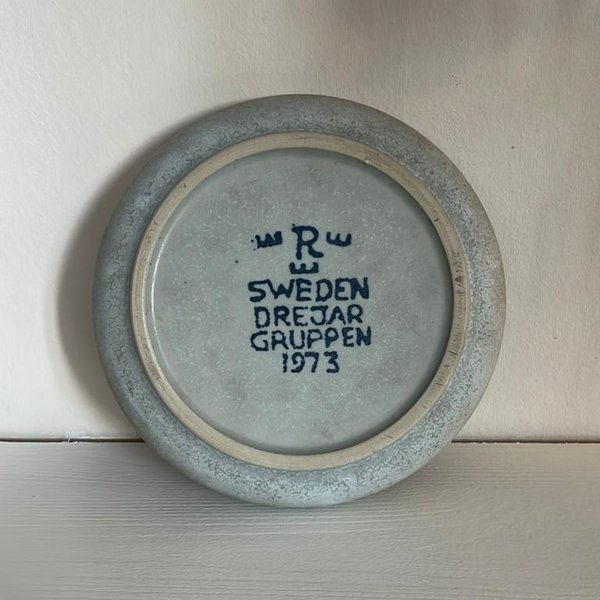 R
SWEDEN
DREJAR
GRUPPEN
1973